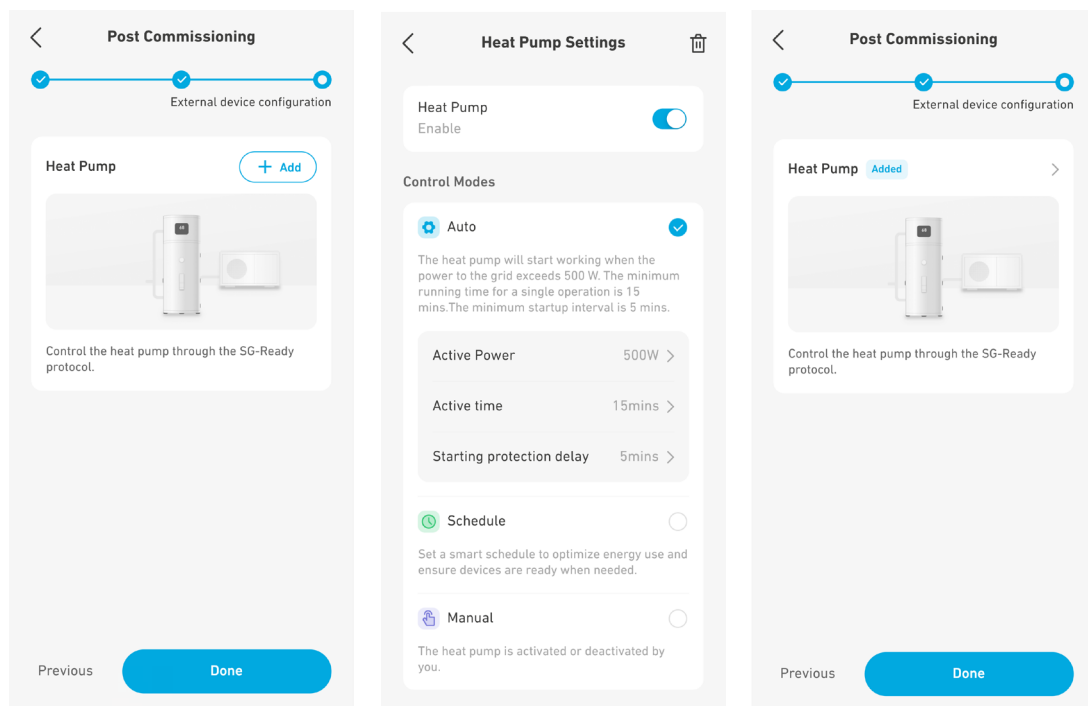 Post Commissioning
External device configuration
Heat Pump
Add
Control the heat pump through the SG-Ready
protocol.
Previous
Done
Heat Pump Settings
Heat Pump
Enable
Control Modes
Auto
The heat pump will start working when the
power to the grid exceeds 500 W. The minimum
running time for a single operation is 15
mins.The minimum startup interval is 5 mins.
Active Power 500W
Active time 15mins
Starting protection delay 5mins
Schedule
Set a smart schedule to optimize energy use and
ensure devices are ready when needed.
Manual
The heat pump is activated or deactivated by
you.
Post Commissioning
External device configuration
Heat Pump Added
Control the heat pump through the SG-Ready
protocol.
Previous
Done